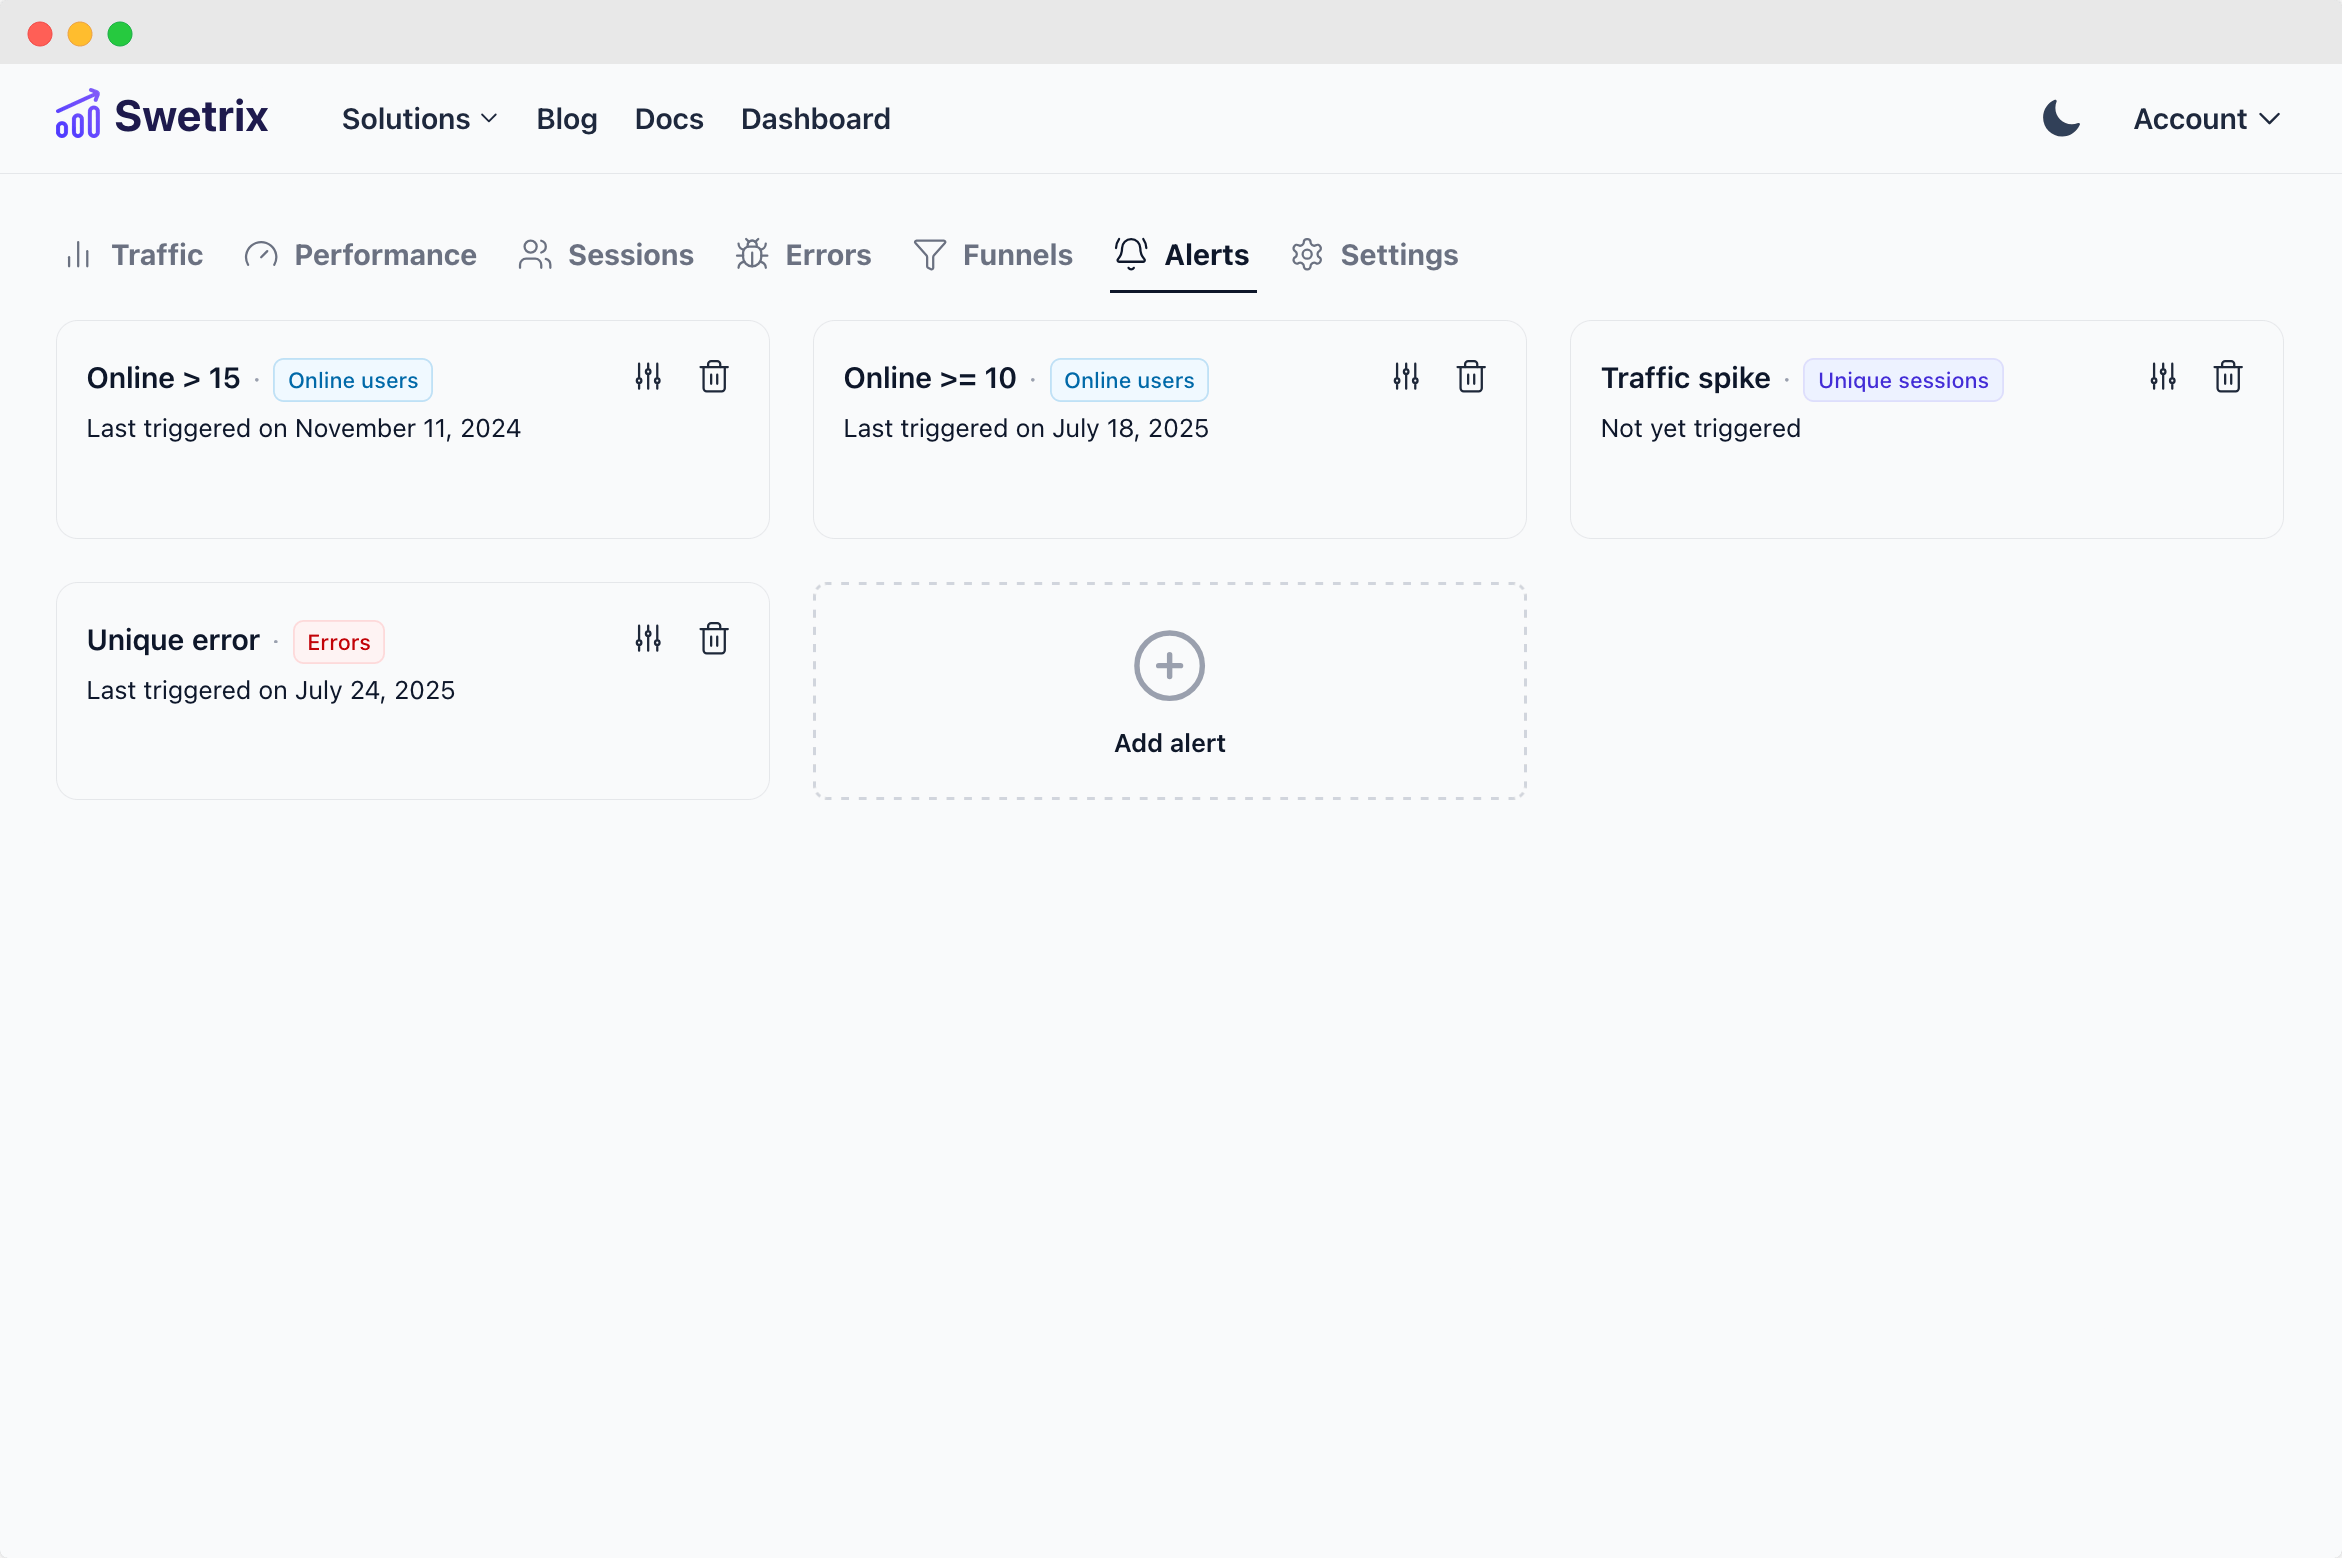 Swetrix
Solutions Blog Docs Dashboard
Account
Traffic Performance Sessions Errors Funnels Alerts Settings
Online > 15 · Online users
Last triggered on November 11, 2024
Online >= 10 · Online users
Last triggered on July 18, 2025
Traffic spike · Unique sessions
Not yet triggered
Unique error · Errors
Last triggered on July 24, 2025
Add alert